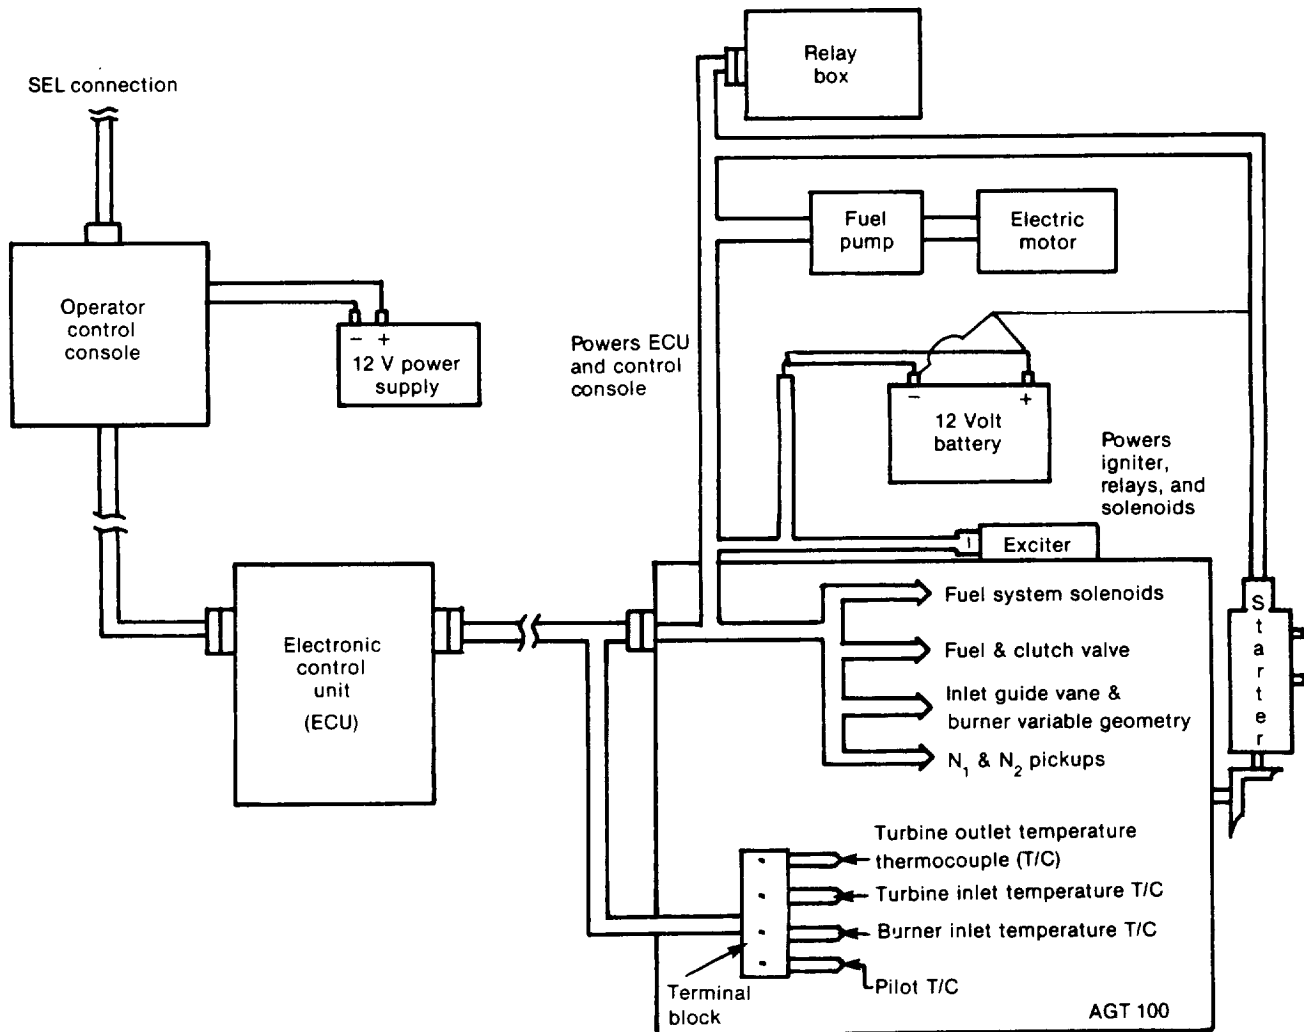 Relay
box
SEL connection
Fuel
pump
Electric
motor
Operator
control
console
- +
12 V power
supply
Powers ECU
and control
console
- +
12 Volt
battery
Powers
igniter,
relays, and
solenoids
1 Exciter
Starter
Electronic
control
unit
(ECU)
Fuel system solenoids
Fuel & clutch valve
Inlet guide vane &
burner variable geometry
N1 & N2 pickups
Turbine outlet temperature
thermocouple (T/C)
Turbine inlet temperature T/C
Burner inlet temperature T/C
Pilot T/C
Terminal
block
AGT 100